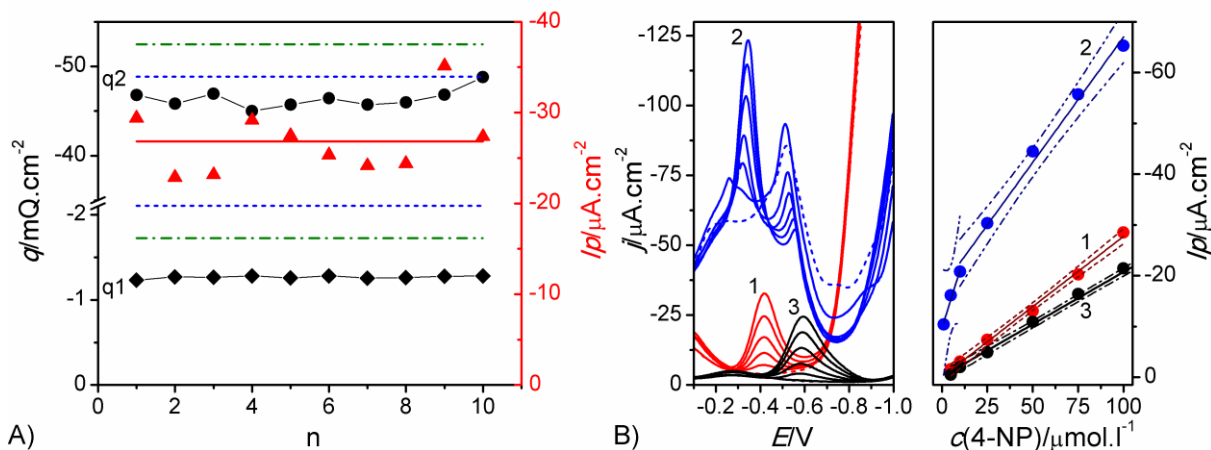 -50
-40
-2
-1
0
q/mQ.cm-2
q2
q1
0 2 4 6 8 10
n
-40
-30
-20
-10
0
Ip/µA.cm-2
A)
-125
-100
-75
-50
-25
0
j/µA.cm-2
2
1
3
-0.2 -0.4 -0.6 -0.8 -1.0
E/V
B)
2
1
3
0 25 50 75 100
c(4-NP)/µmol.l-1
-60
-40
-20
0
Ip/µA.cm-2